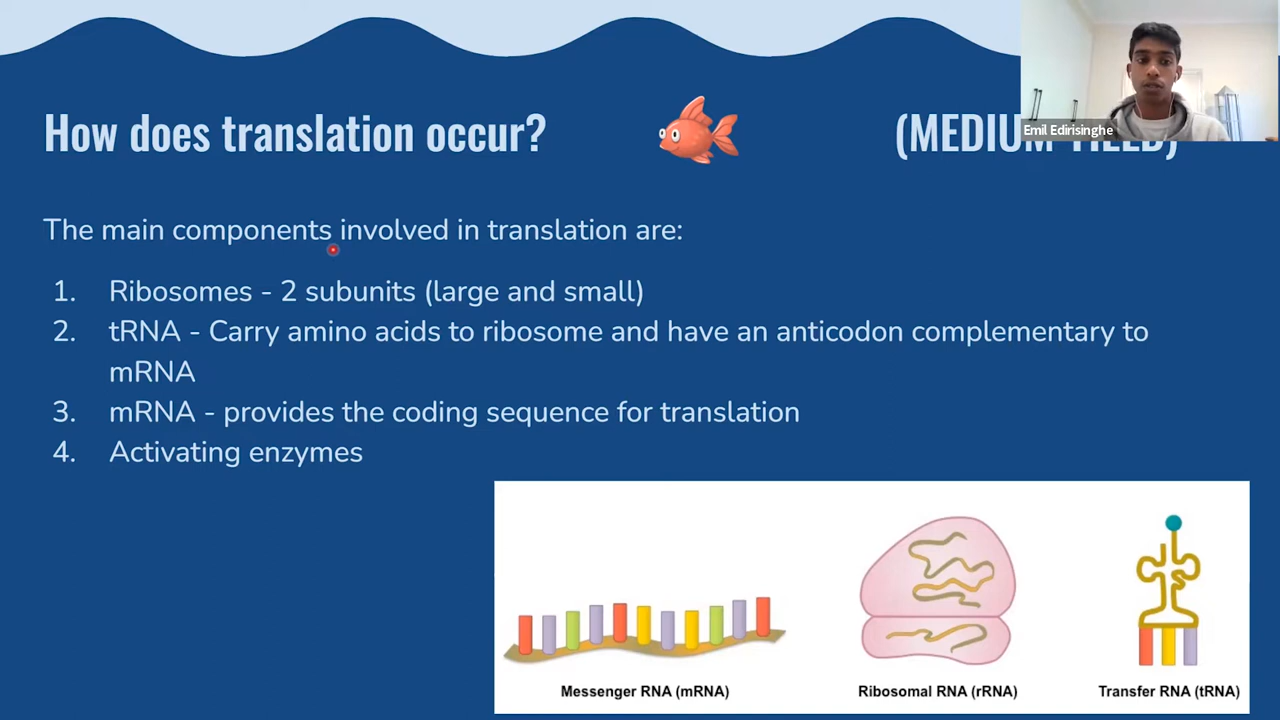 How does translation occur?
(MEDIUM
Emil Edirisinghe
The main components involved in translation are:
1. Ribosomes - 2 subunits (large and small)
2. tRNA - Carry amino acids to ribosome and have an anticodon complementary to
mRNA
3. mRNA - provides the coding sequence for translation
4. Activating enzymes
Messenger RNA (mRNA)
Ribosomal RNA (rRNA)
Transfer RNA (tRNA)